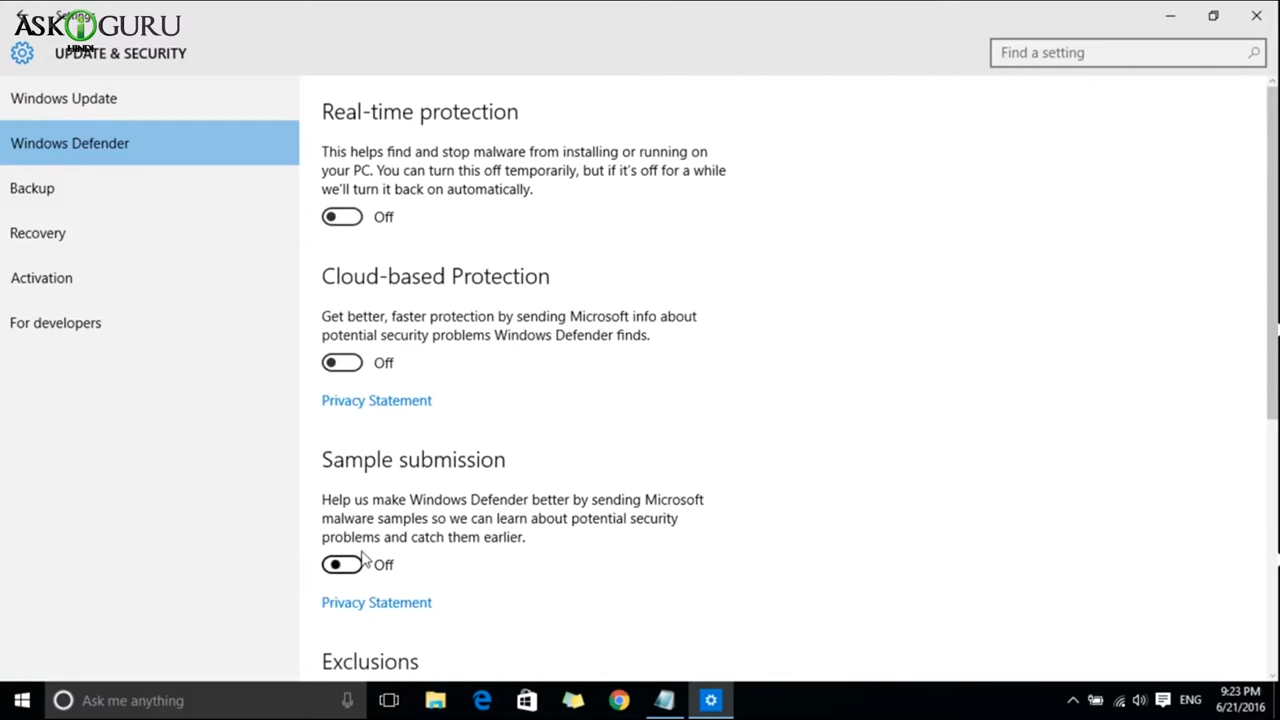 ASK i GURU
HINDI
UPDATE & SECURITY
Find a setting
Windows Update
Windows Defender
Backup
Recovery
Activation
For developers
Real-time protection
This helps find and stop malware from installing or running on
your PC. You can turn this off temporarily, but if it's off for a while
we'll turn it back on automatically.
Off
Cloud-based Protection
Get better, faster protection by sending Microsoft info about
potential security problems Windows Defender finds.
Off
Privacy Statement
Sample submission
Help us make Windows Defender better by sending Microsoft
malware samples so we can learn about potential security
problems and catch them earlier.
Off
Privacy Statement
Exclusions
Ask me anything
ENG
9:23 PM
6/21/2016